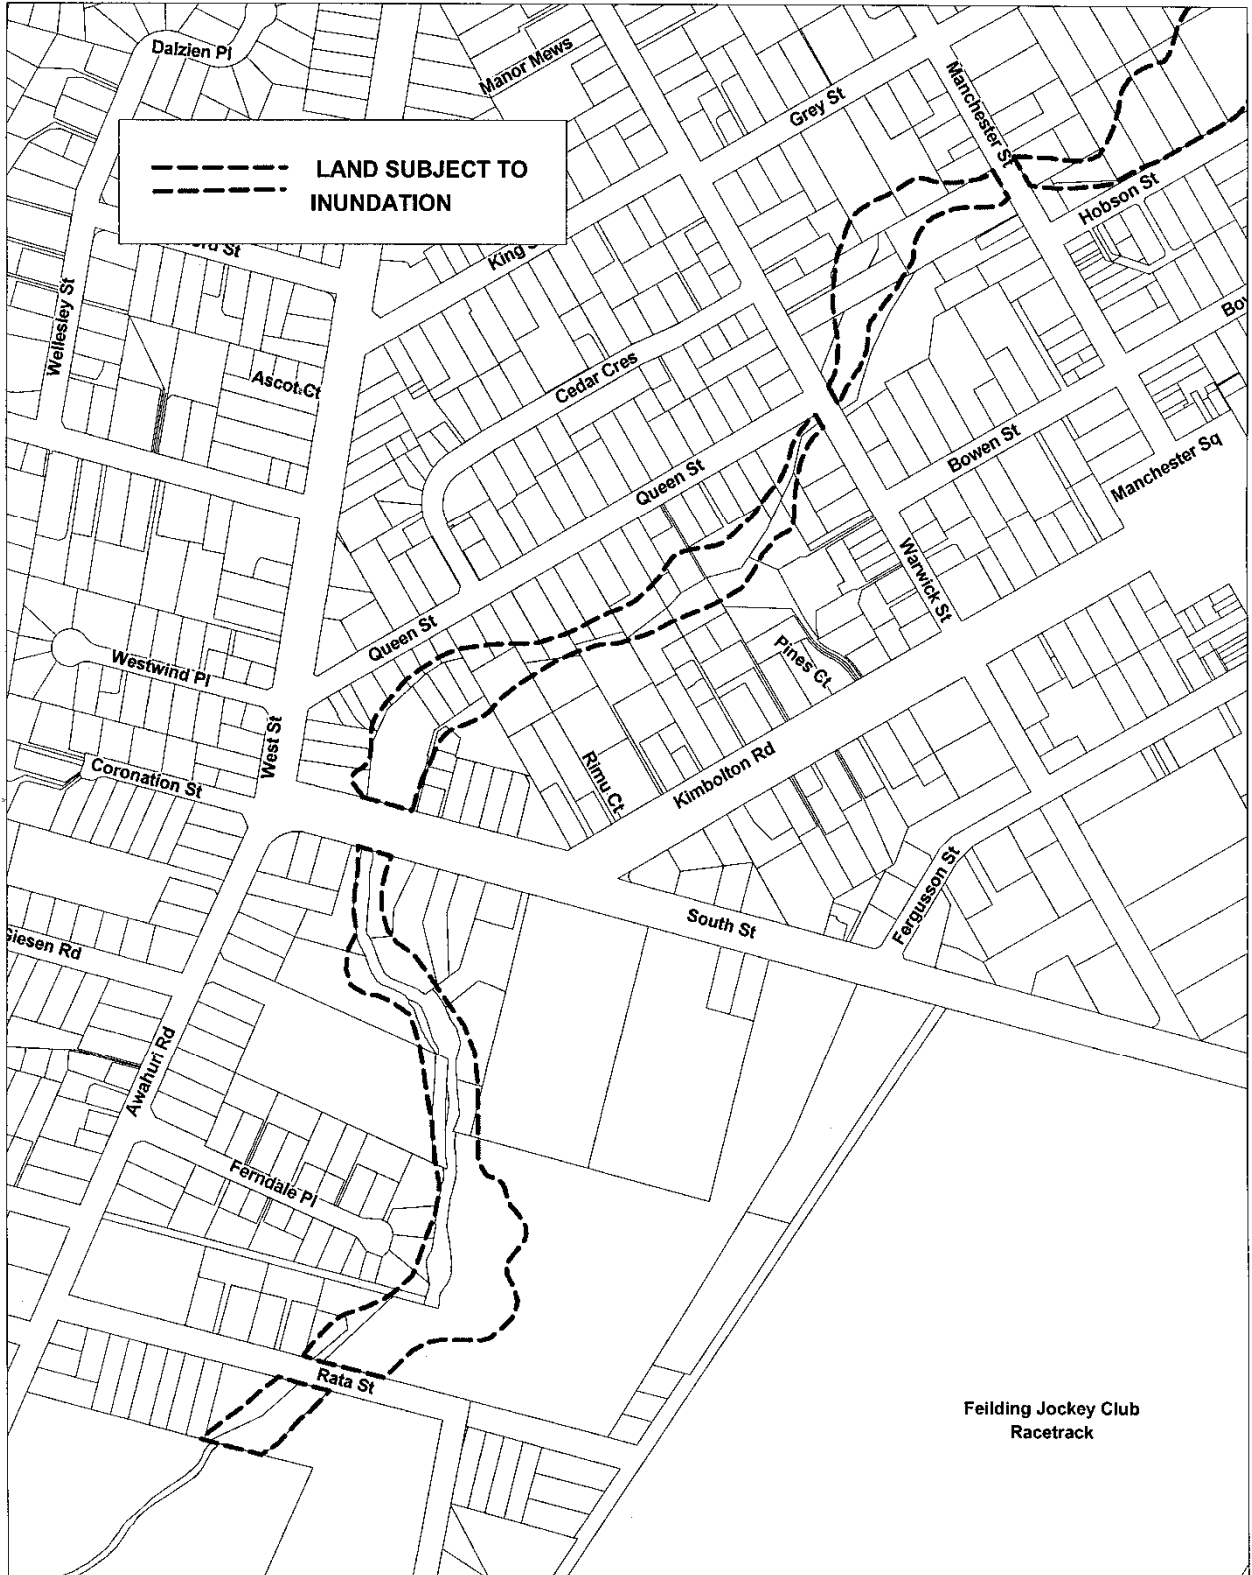 Dalzien Pl
Manor Mews
Grey St
Manchester St
LAND SUBJECT TO
INUNDATION
Hobson St
King
St
Wellesley St
Ascot Ct
Cedar Cres
Bowen St
Manchester Sq
Queen St
Warwick St
Queen St
Westwind Pl
Pines Ct
West St
Coronation St
Rimu Ct
Kimbolton Rd
Fergusson St
South St
Giesen Rd
Awahuri Rd
Ferndale Pl
Rata St
Feilding Jockey Club
Racetrack